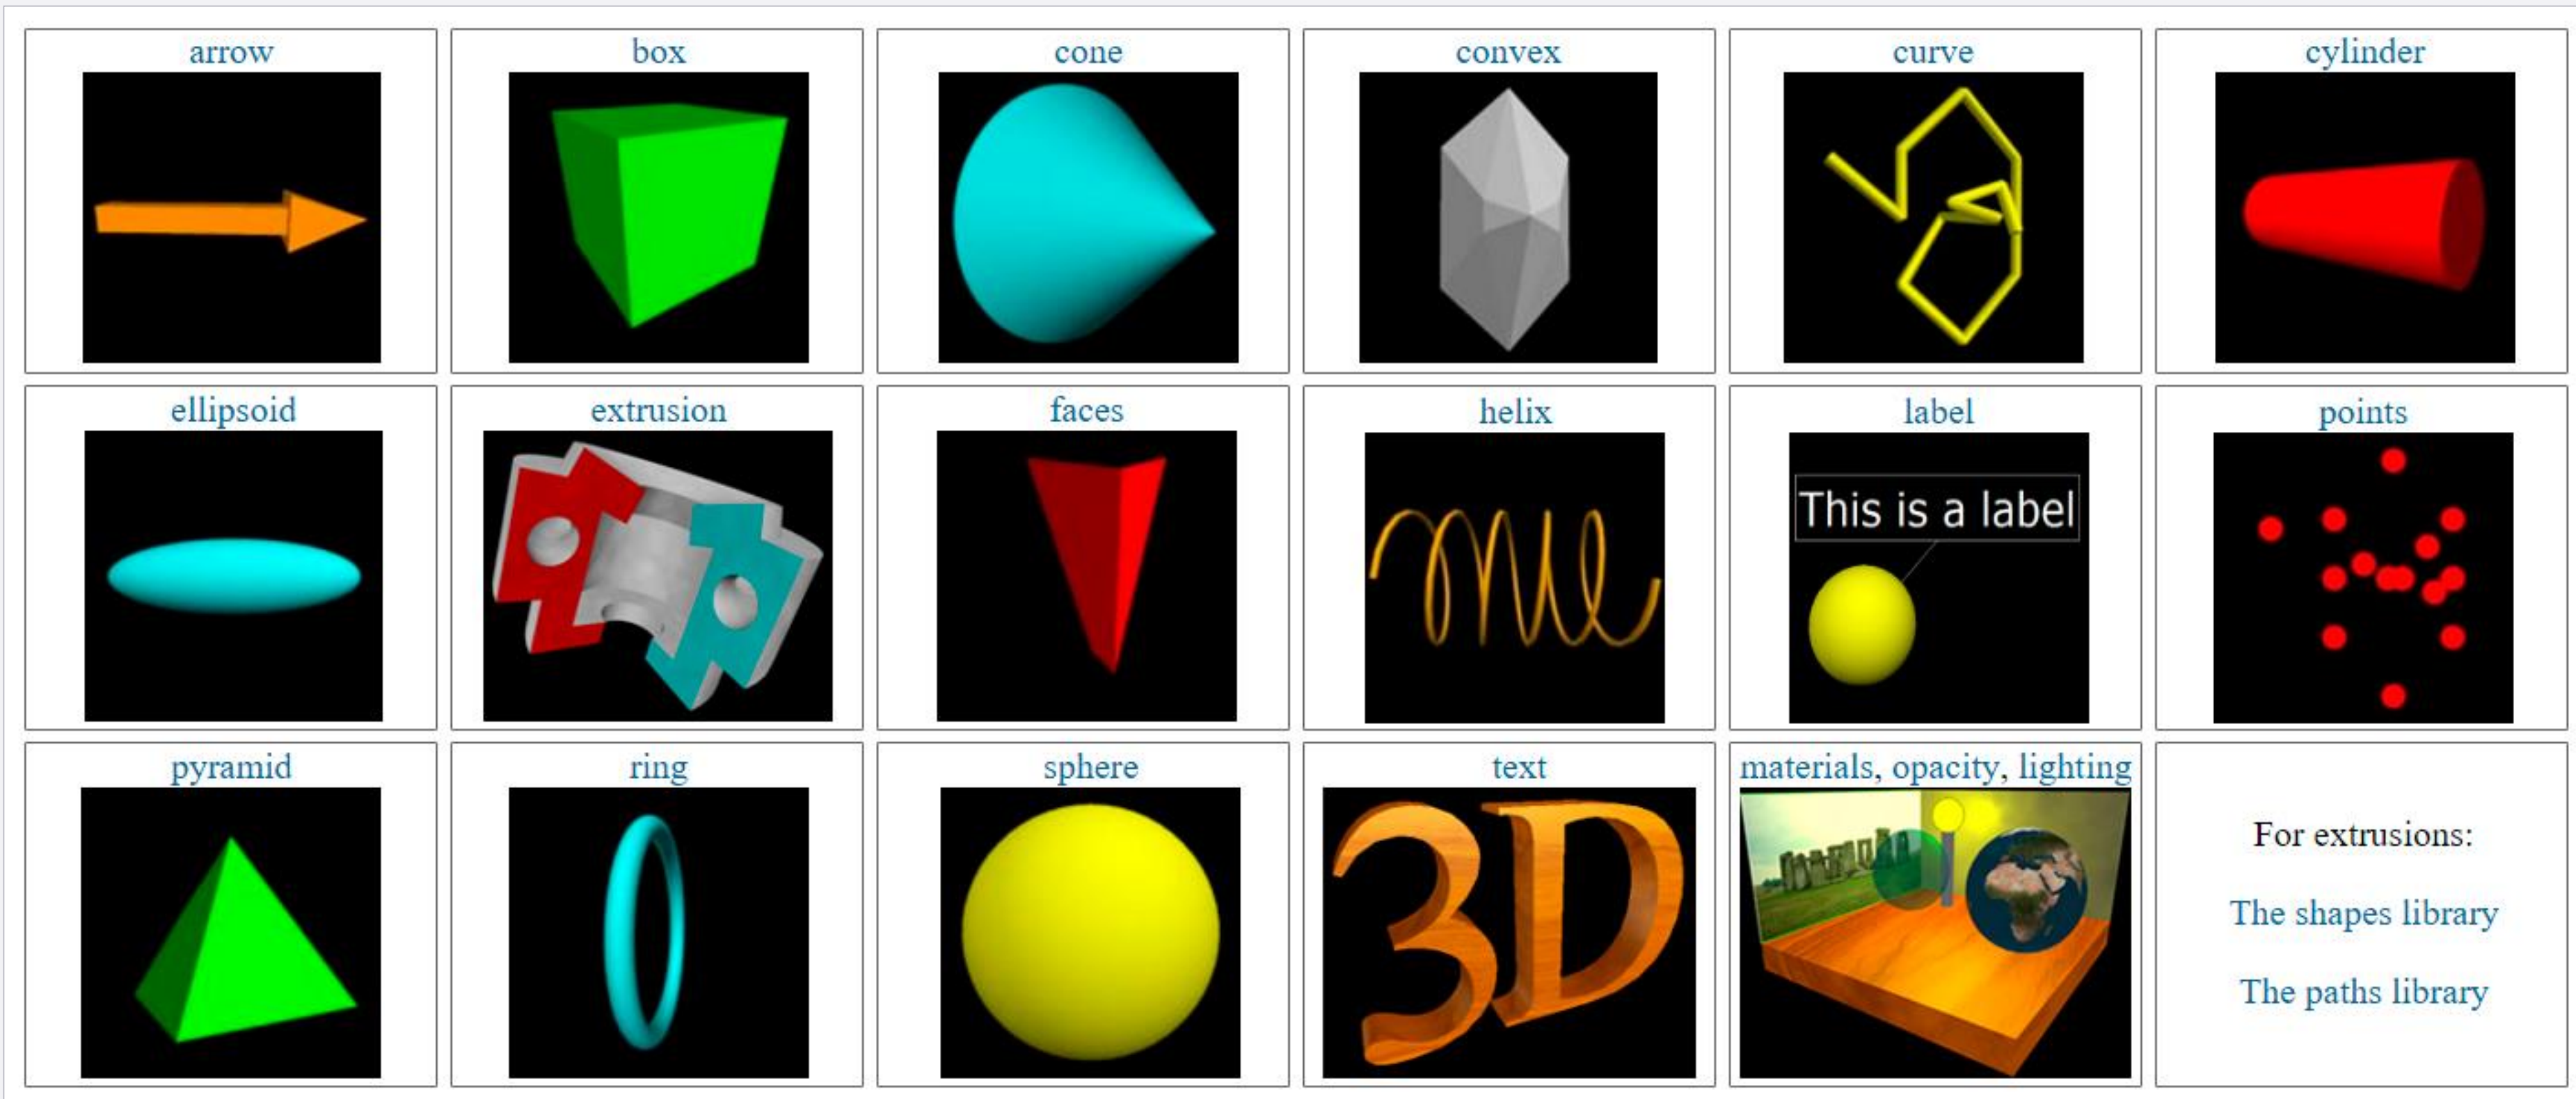 arrow
box
cone
convex
curve
cylinder
ellipsoid
extrusion
faces
helix
label
This is a label
points
pyramid
ring
sphere
text
3D
materials, opacity, lighting
For extrusions:
The shapes library
The paths library